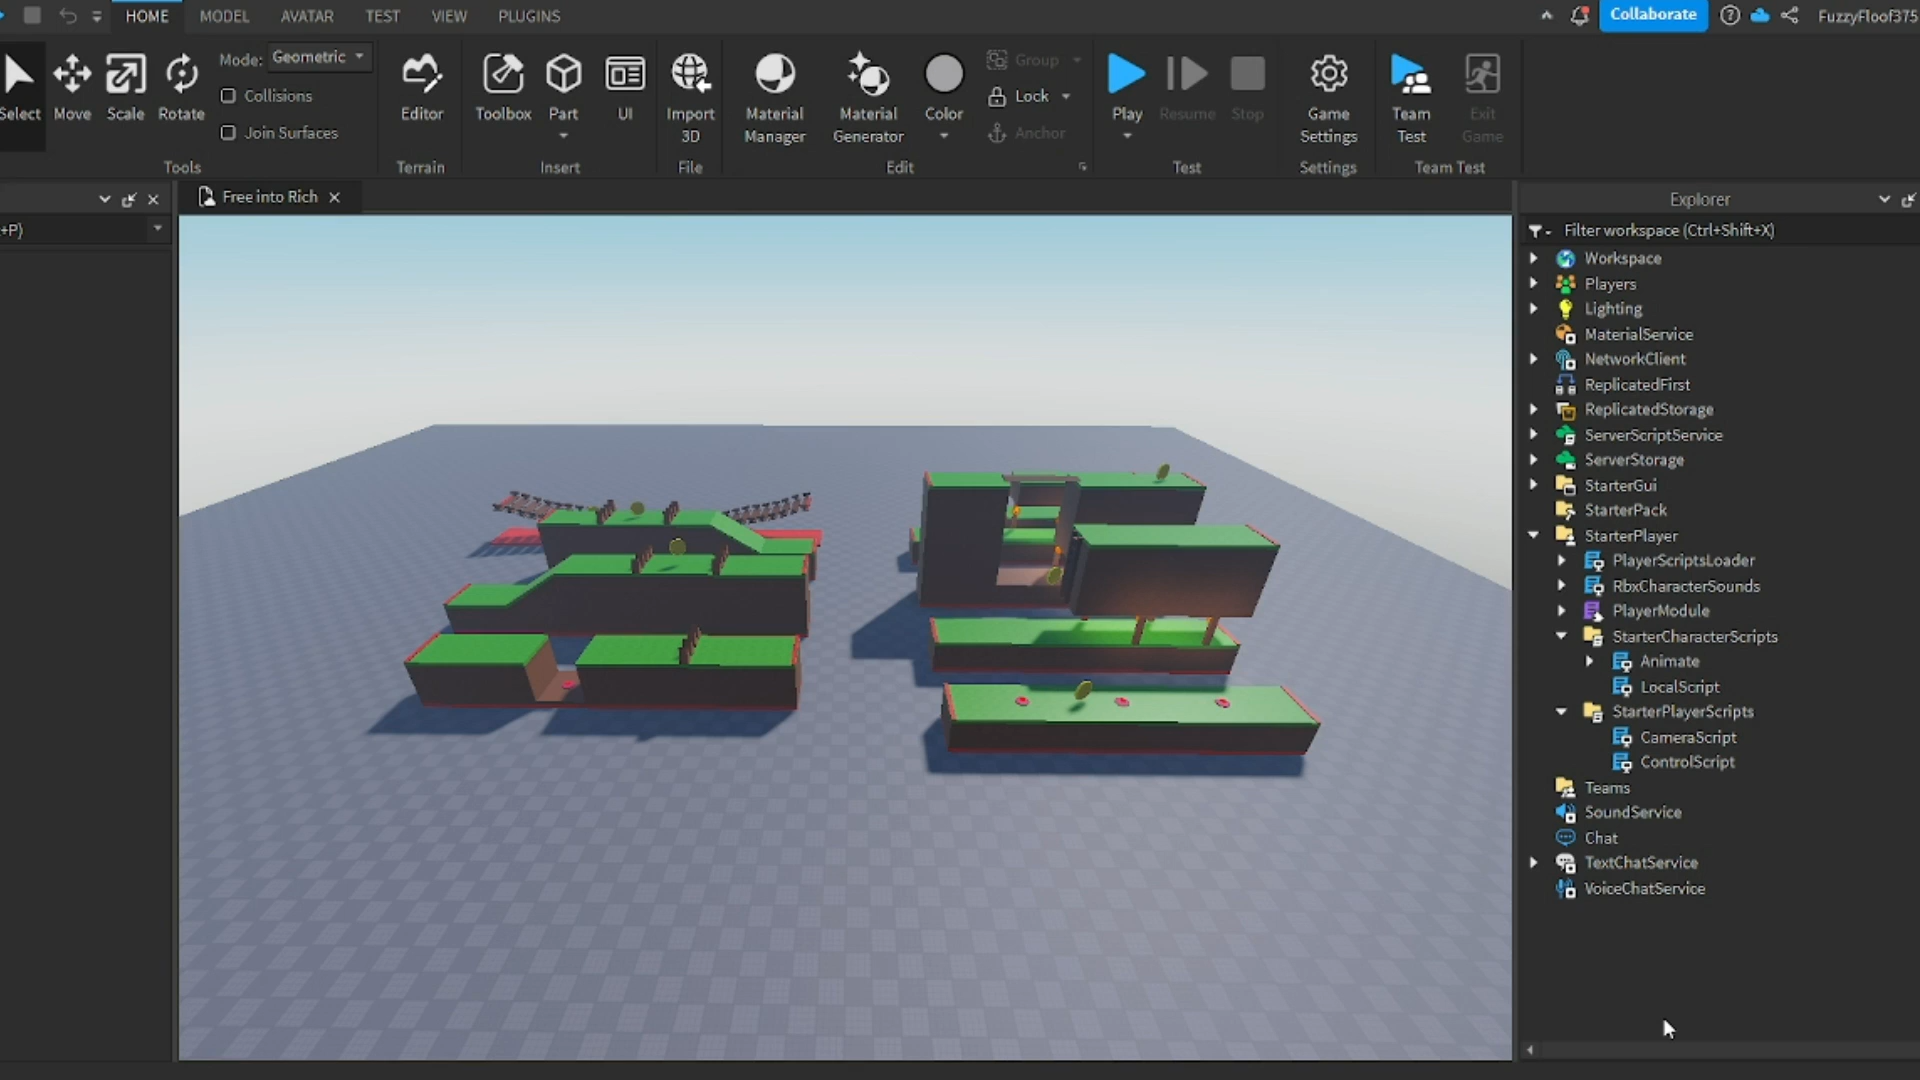 HOME MODEL AVATAR TEST VIEW PLUGINS Collaborate FuzzyFloof375
Select Move Scale Rotate
Mode: Geometric
Collisions
Join Surfaces
Tools
Editor
Terrain
Toolbox Part UI
Insert
Import 3D
File
Material Manager
Material Generator
Color
Group
Lock
Anchor
Edit
Play Resume Stop
Test
Game Settings
Settings
Team Test
Exit Game
Team Test
+P)
Free into Rich
Explorer
Filter workspace (Ctrl+Shift+X)
Workspace
Players
Lighting
MaterialService
NetworkClient
ReplicatedFirst
ReplicatedStorage
ServerScriptService
ServerStorage
StarterGui
StarterPack
StarterPlayer
PlayerScriptsLoader
RbxCharacterSounds
PlayerModule
StarterCharacterScripts
Animate
LocalScript
StarterPlayerScripts
CameraScript
ControlScript
Teams
SoundService
Chat
TextChatService
VoiceChatService